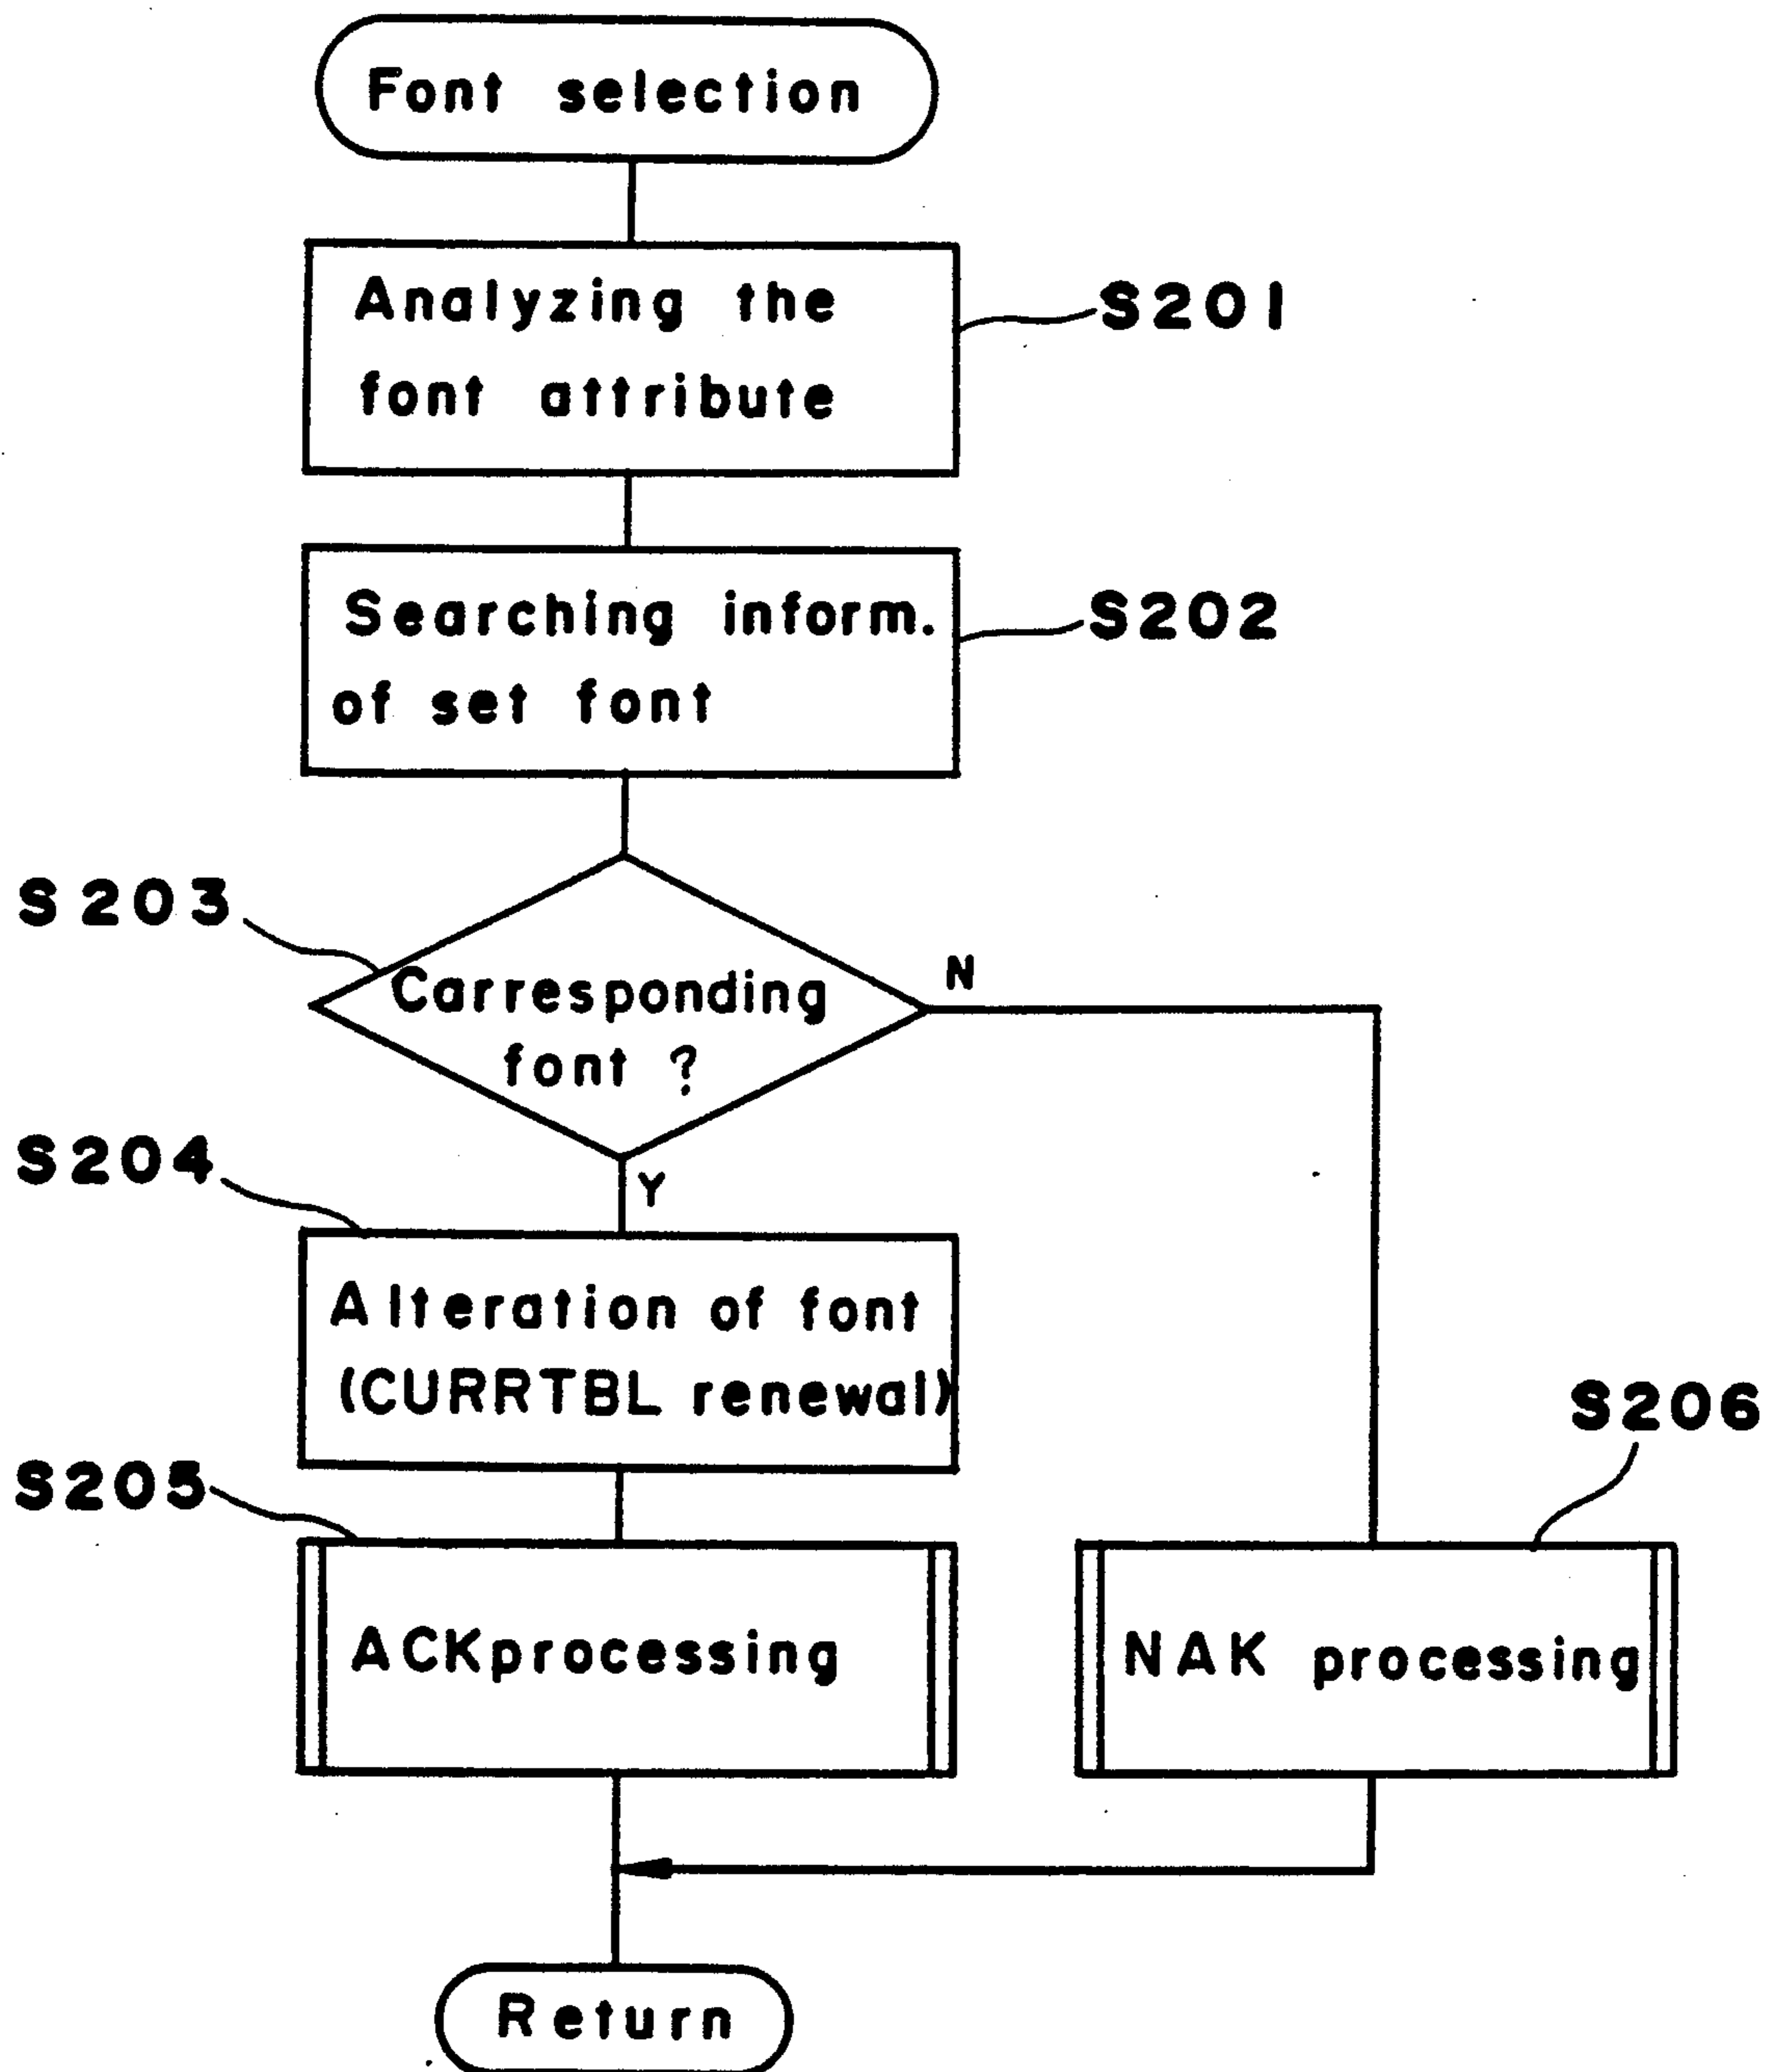 Font selection
Analyzing the
font attribute
S201
Searching inform.
of set font
S202
S203
Carresponding
font ?
N
S204
Y
Alteration of font
(CURRTBL renewal)
S206
S205
ACKprocessing
NAK processing
Return